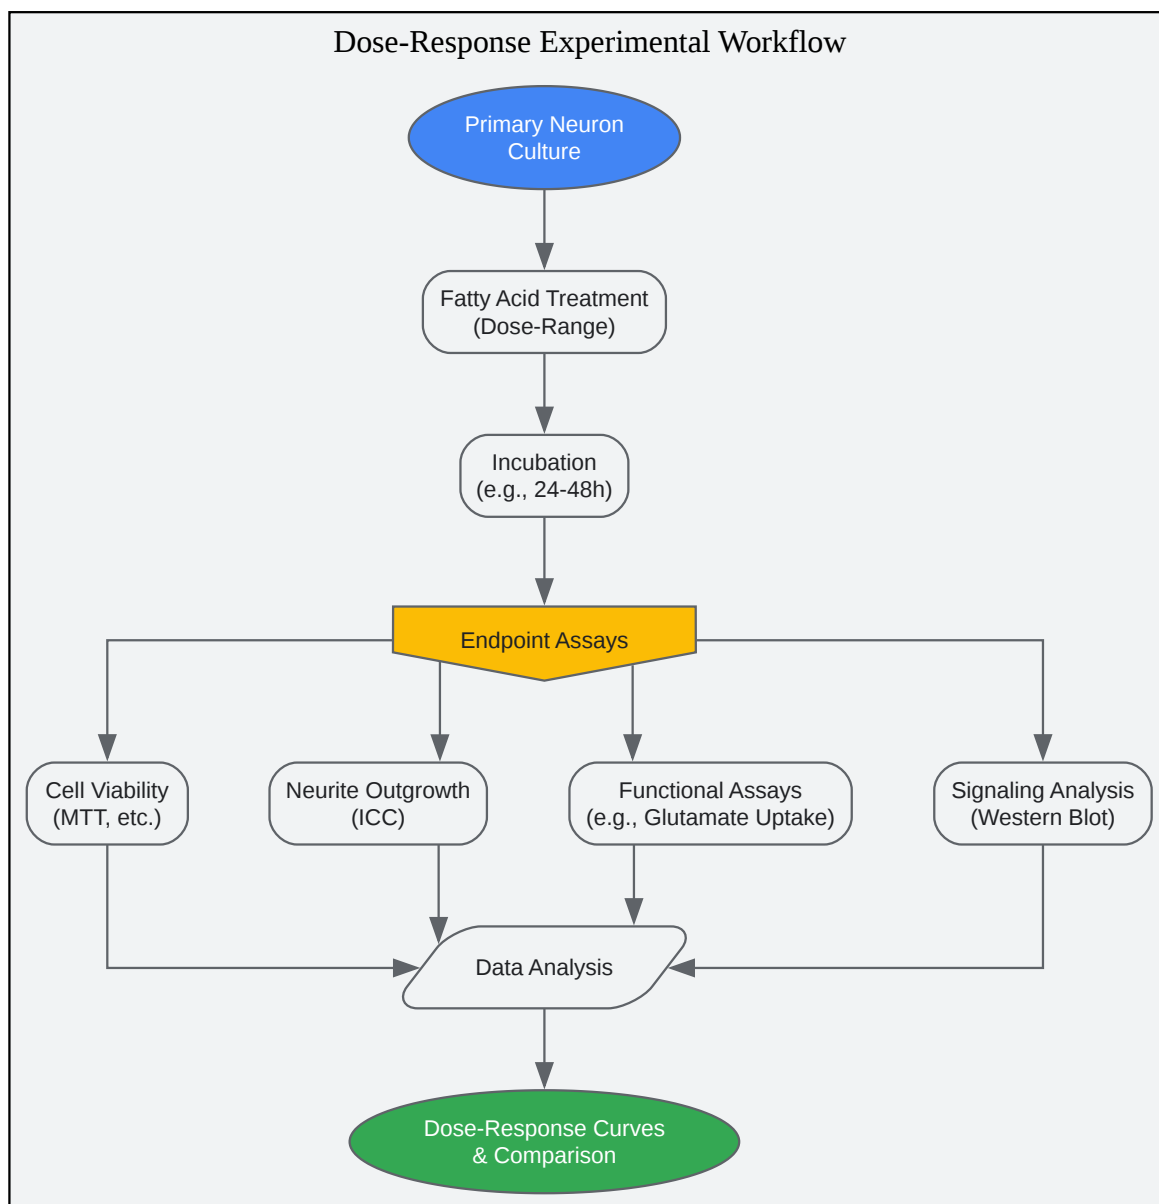 Dose-Response Experimental Workflow
Primary Neuron
Culture
Fatty Acid Treatment
(Dose-Range)
Incubation
(e.g., 24-48h)
Endpoint Assays
Cell Viability
(MTT, etc.)
Neurite Outgrowth
(ICC)
Functional Assays
(e.g., Glutamate Uptake)
Signaling Analysis
(Western Blot)
Data Analysis
Dose-Response Curves
& Comparison